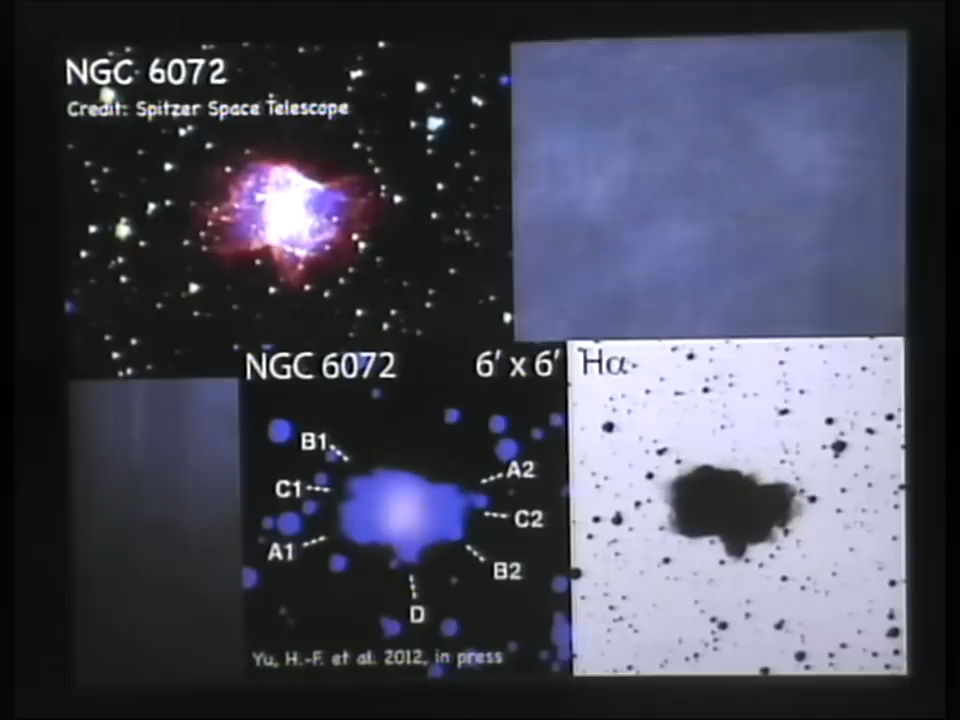 NGC 6072
Credit: Spitzer Space Telescope
NGC 6072 6′ x 6′
Hα
B1
A2
C1
C2
A1
B2
D
Yu, H.-F. et al. 2012, in press